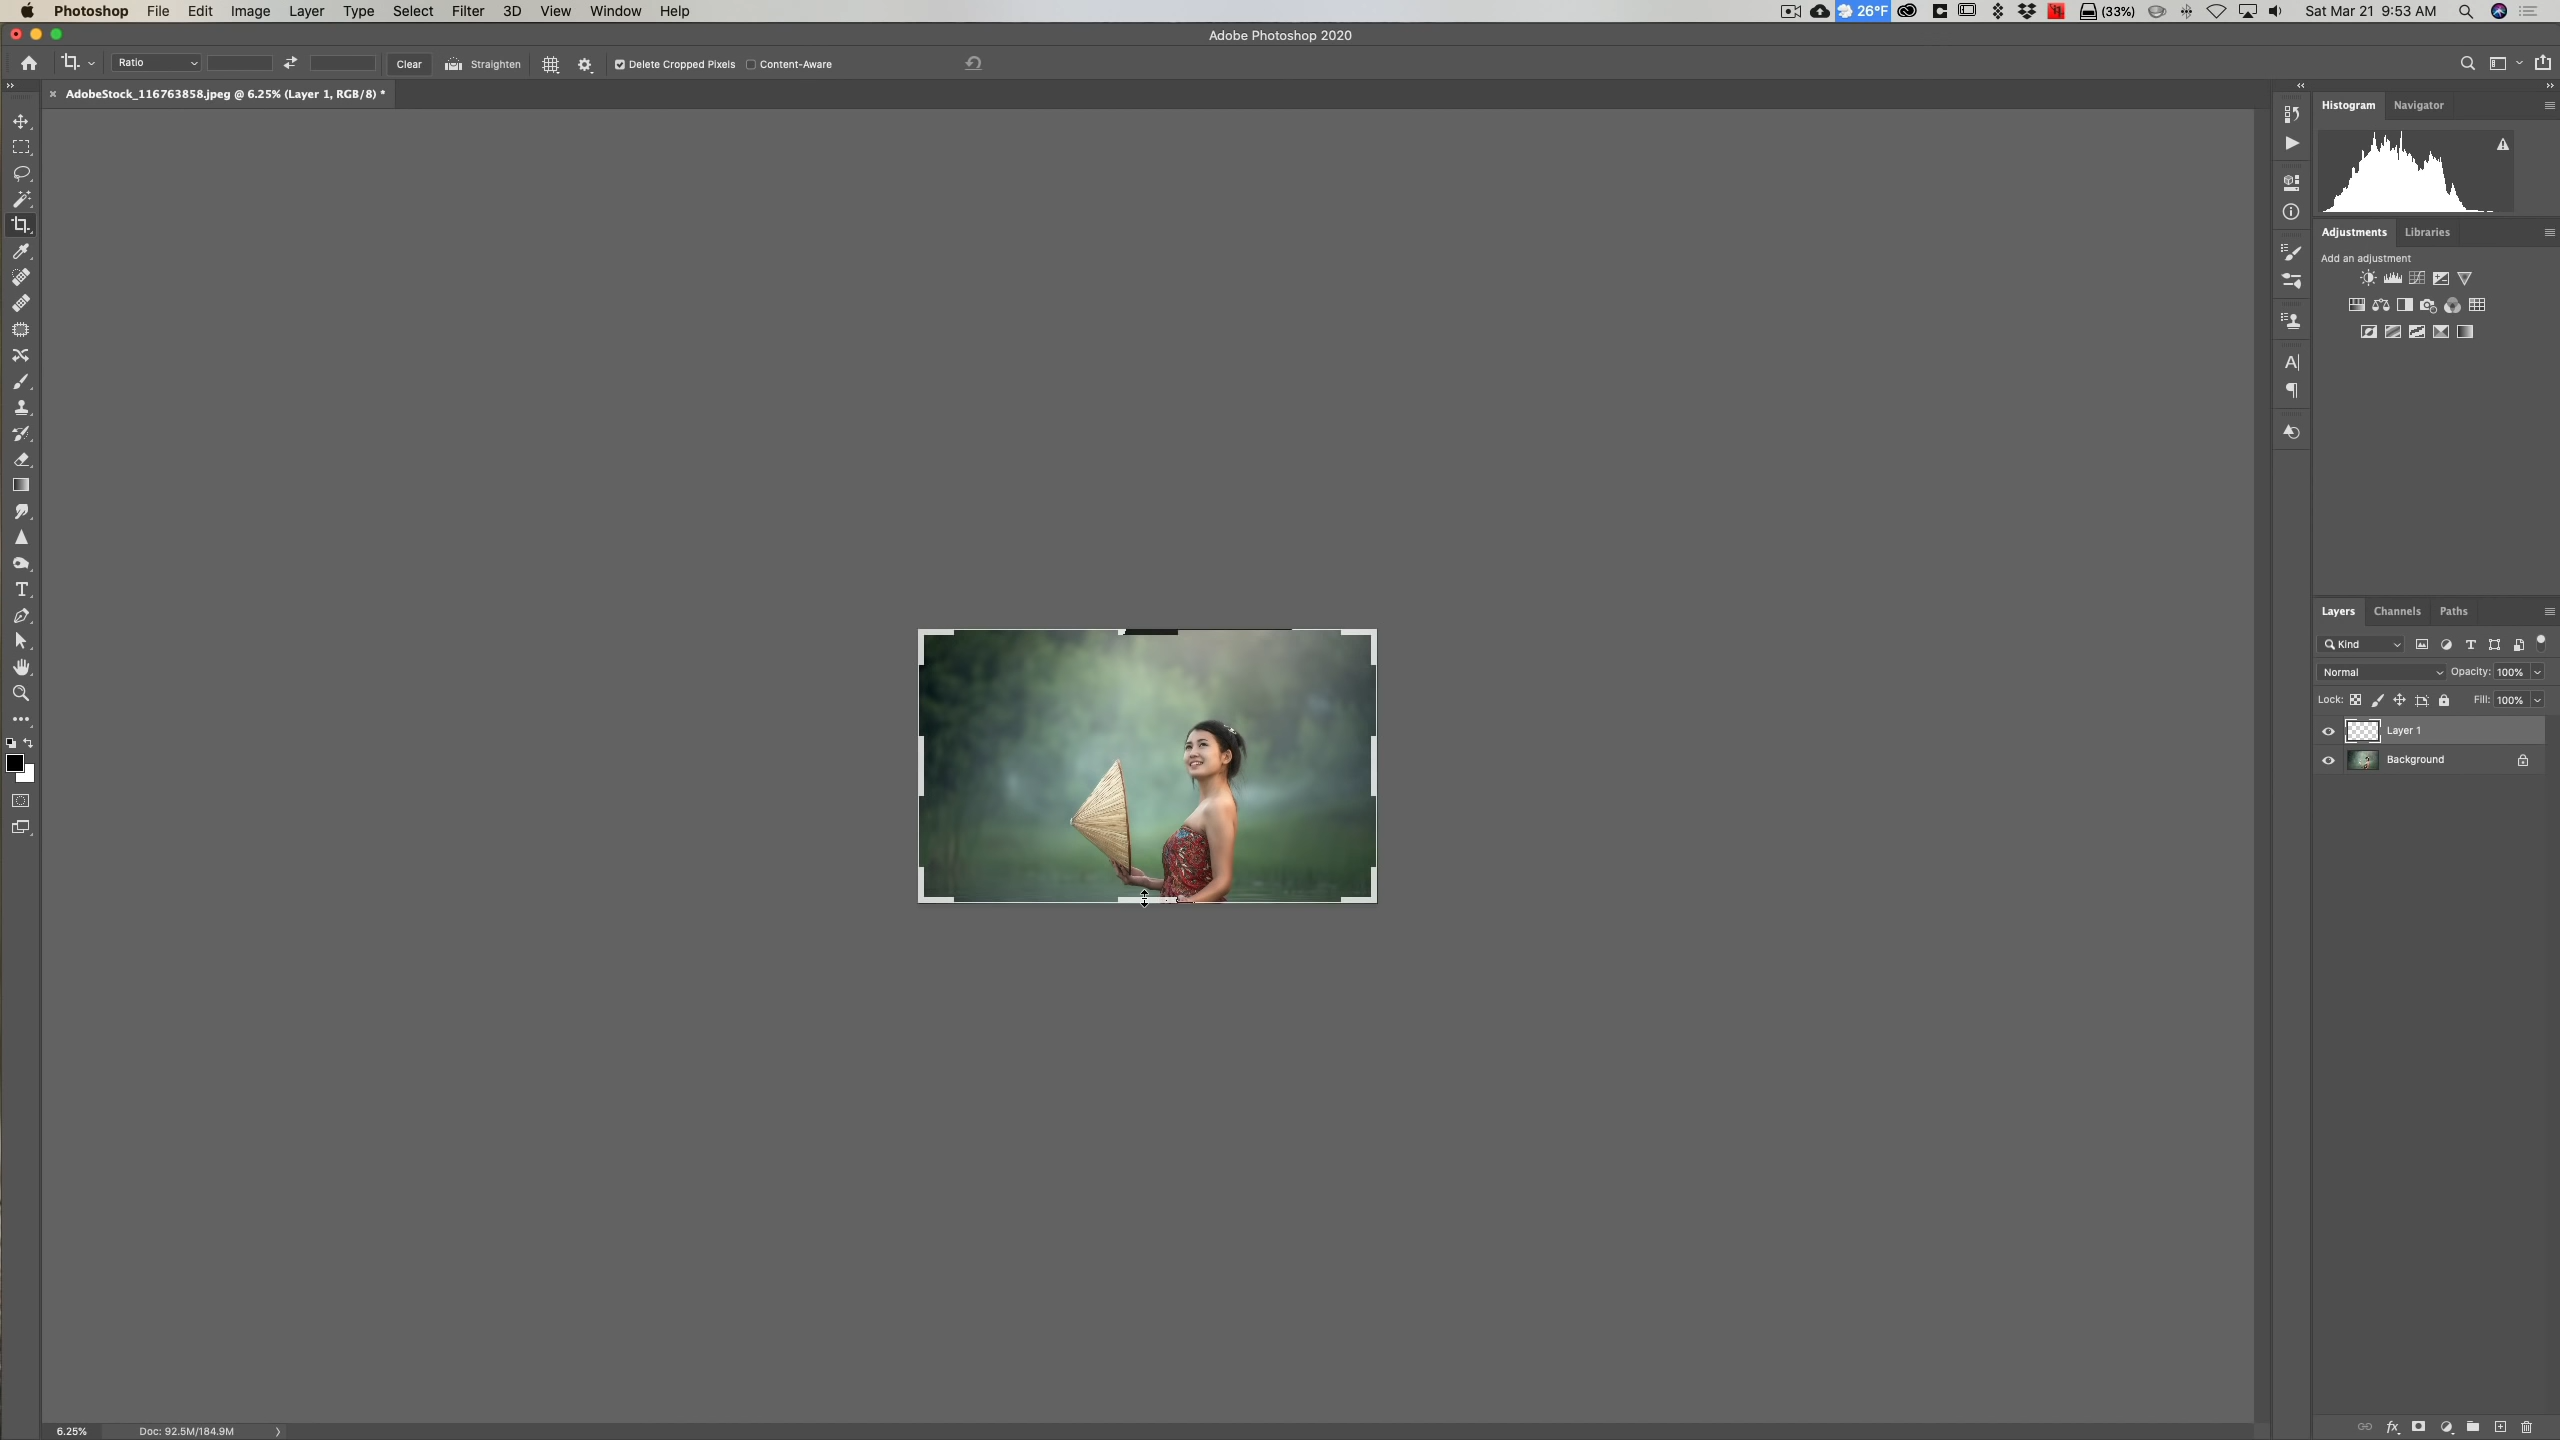 Photoshop File Edit Image Layer Type Select Filter 3D View Window Help 26°F (33%) Sat Mar 21 9:53 AM
Adobe Photoshop 2020
Ratio Clear Straighten Delete Cropped Pixels Content-Aware
AdobeStock_116763858.jpeg @ 6.25% (Layer 1, RGB/8) *
Histogram Navigator
Adjustments Libraries
Add an adjustment
Layers Channels Paths
Kind
Normal Opacity: 100%
Lock: Fill: 100%
Layer 1
Background
6.25% Doc: 92.5M/184.9M